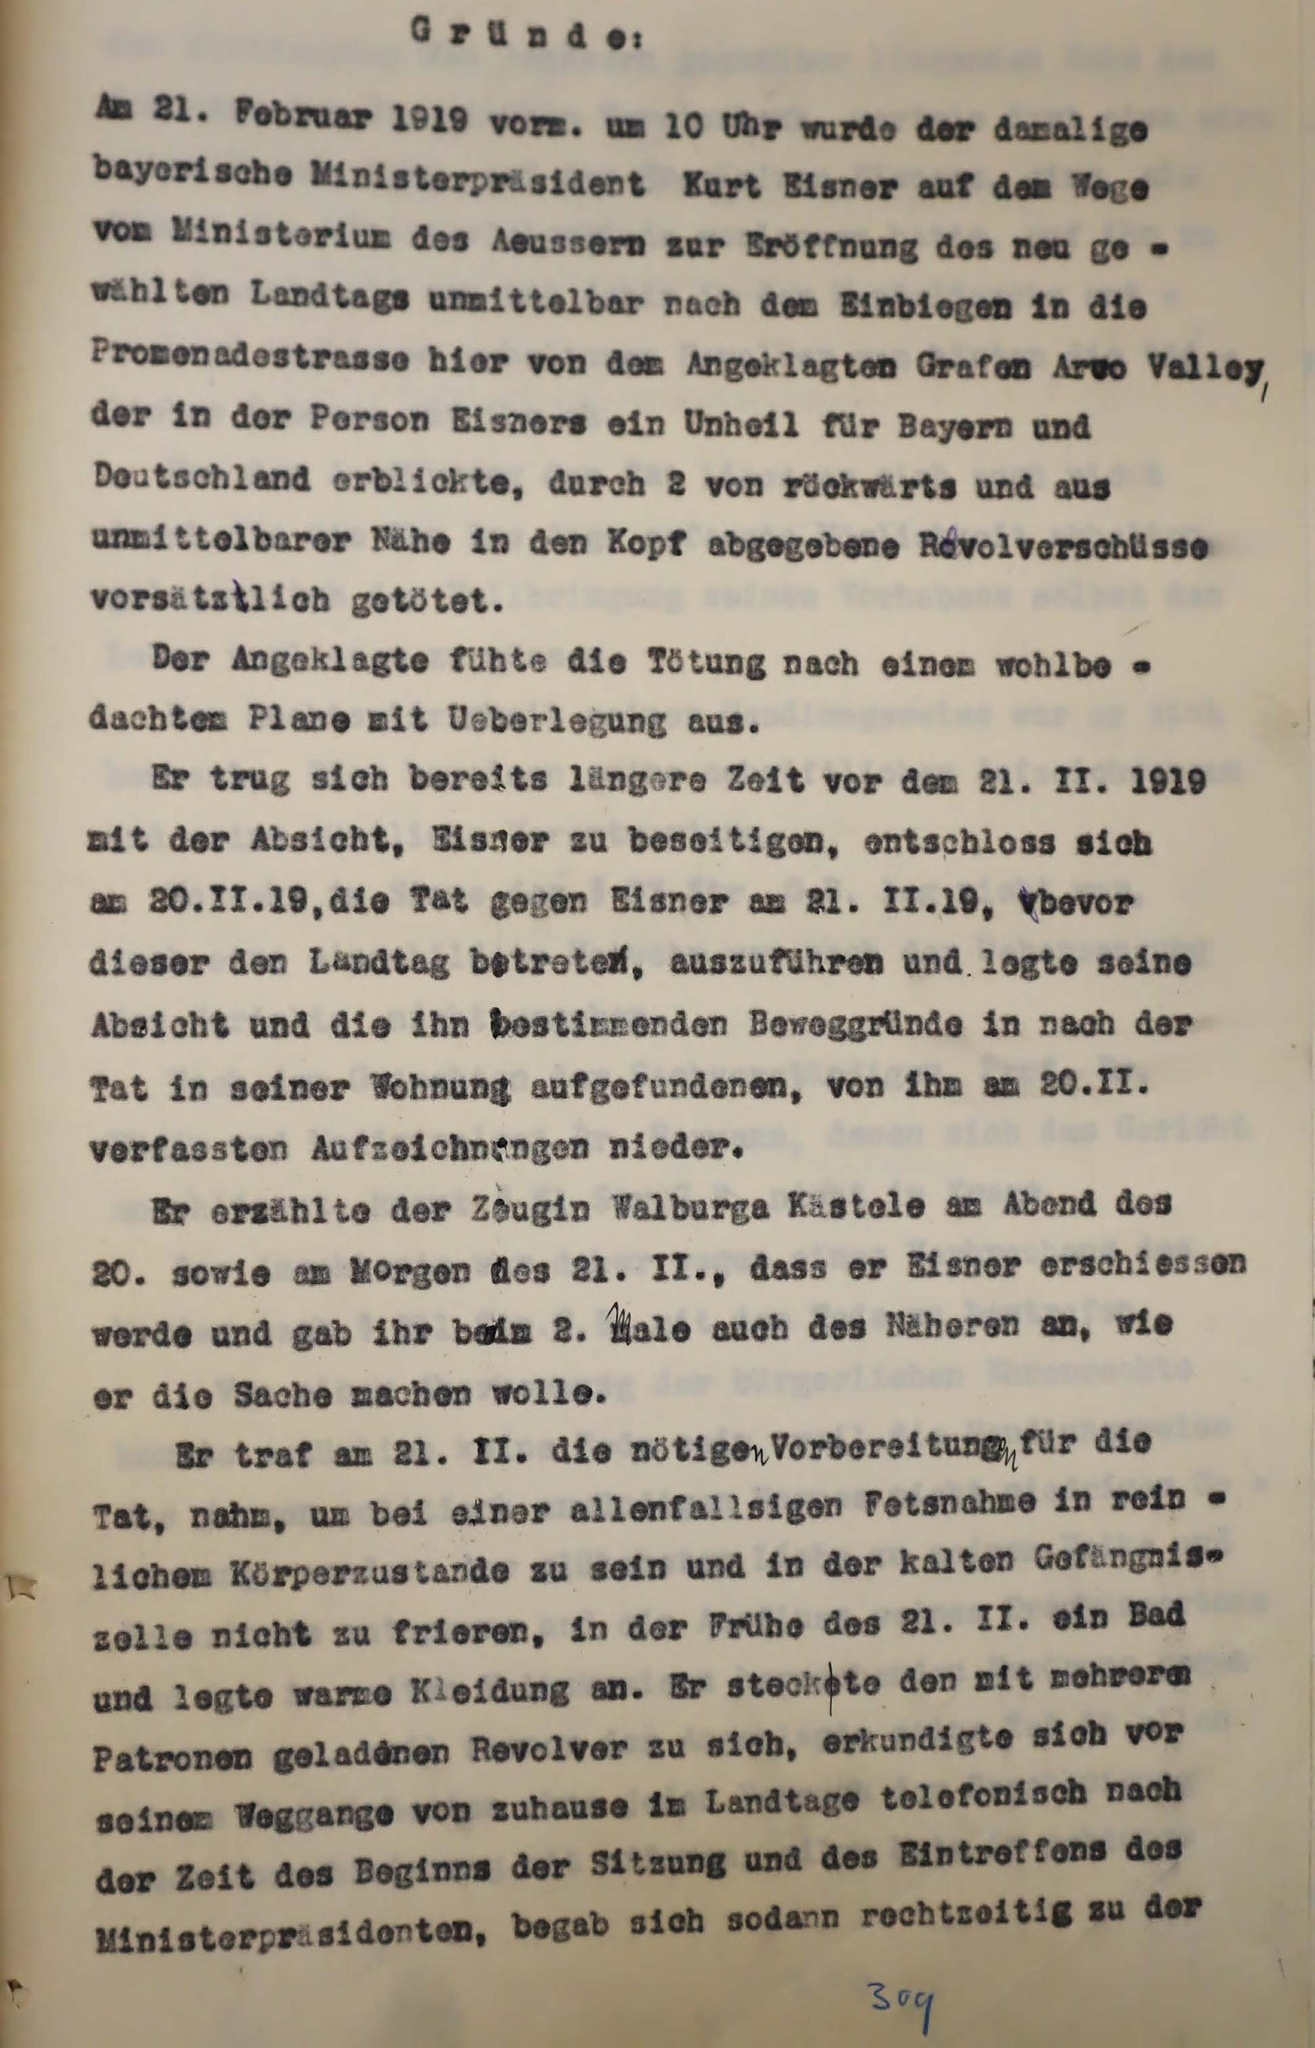 Gründe:
Am 21. Februar 1919 vorm. um 10 Uhr wurde der damalige
bayerische Ministerpräsident Kurt Eisner auf dem Wege
vom Ministerium des Aeussern zur Eröffnung des neu ge -
wählten Landtags unmittelbar nach dem Einbiegen in die
Promenadestrasse hier von dem Angeklagten Grafen Arco Valley,
der in der Person Eisners ein Unheil für Bayern und
Deutschland erblickte, durch 2 von röckwärts und aus
unmittelbarer Nähe in den Kopf abgegebene Revolverschüsse
vorsätzlich getötet.
Der Angeklagte fühte die Tötung nach einem wohlbe -
dachtem Plane mit Ueberlegung aus.
Er trug sich bereits längere Zeit vor dem 21. II. 1919
mit der Absicht, Eisner zu beseitigen, entschloss sich
am 20.II.19, die Tat gegen Eisner am 21. II.19, bevor
dieser den Landtag betreten, auszuführen und legte seine
Absicht und die ihn bestimmenden Beweggründe in nach der
Tat in seiner Wohnung aufgefundenen, von ihm am 20.II.
verfassten Aufzeichnungen nieder.
Er erzählte der Zeugin Walburga Kästele am Abend des
20. sowie am Morgen des 21. II., dass er Eisner erschiessen
werde und gab ihr beim 2. Male auch des Näheren an, wie
er die Sache machen wolle.
Er traf am 21. II. die nötigen Vorbereitungen für die
Tat, nahm, um bei einer allenfallsigen Fetsnahme in rein -
lichem Körperzustande zu sein und in der kalten Gefängnis-
zelle nicht zu frieren, in der Frühe des 21. II. ein Bad
und legte warme Kleidung an. Er steckte den mit mehreren
Patronen geladenen Revolver zu sich, erkundigte sich vor
seinem Weggange von zuhause im Landtage telefonisch nach
der Zeit des Beginns der Sitzung und des Eintreffens des
Ministerpräsidenten, begab sich sodann rechtzeitig zu der
309